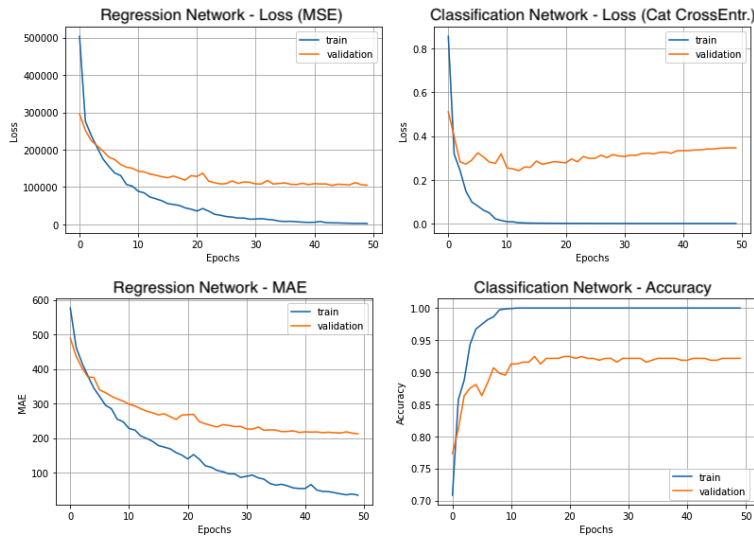 Regression Network - Loss (MSE)
500000
400000
300000
200000
100000
0
Loss
train
validation
0 10 20 30 40 50
Epochs
Classification Network - Loss (Cat CrossEntr.)
0.8
0.6
0.4
0.2
0.0
Loss
train
validation
0 10 20 30 40 50
Epochs
Regression Network - MAE
600
500
400
300
200
100
MAE
train
validation
0 10 20 30 40 50
Epochs
Classification Network - Accuracy
1.00
0.95
0.90
0.85
0.80
0.75
0.70
Accuracy
train
validation
0 10 20 30 40 50
Epochs